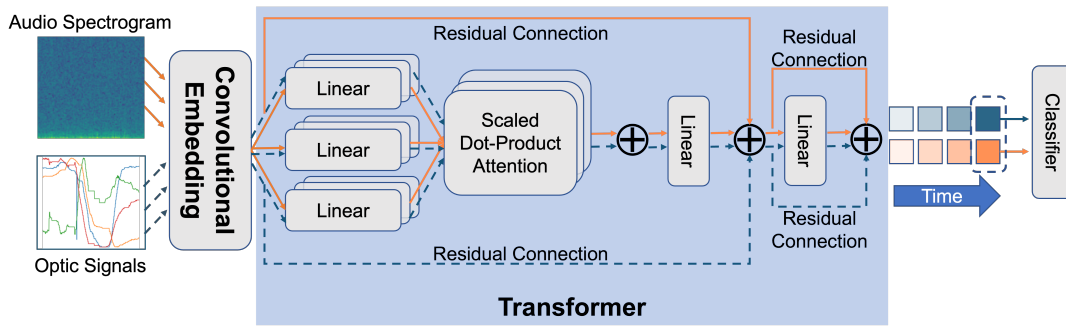 Audio Spectrogram
Optic Signals
Convolutional
Embedding
Residual Connection
Linear
Linear
Linear
Scaled
Dot-Product
Attention
Linear
Residual
Connection
Linear
Residual Connection
Residual
Connection
Transformer
Time
Classifier